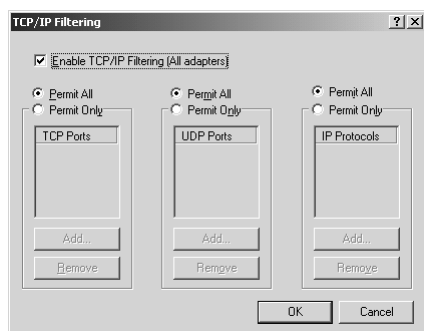 TCP/IP Filtering
Enable TCP/IP Filtering (All adapters)
Permit All Permit All Permit All
Permit Only Permit Only Permit Only
TCP Ports UDP Ports IP Protocols
Add... Add... Add...
Remove Remove Remove
OK Cancel